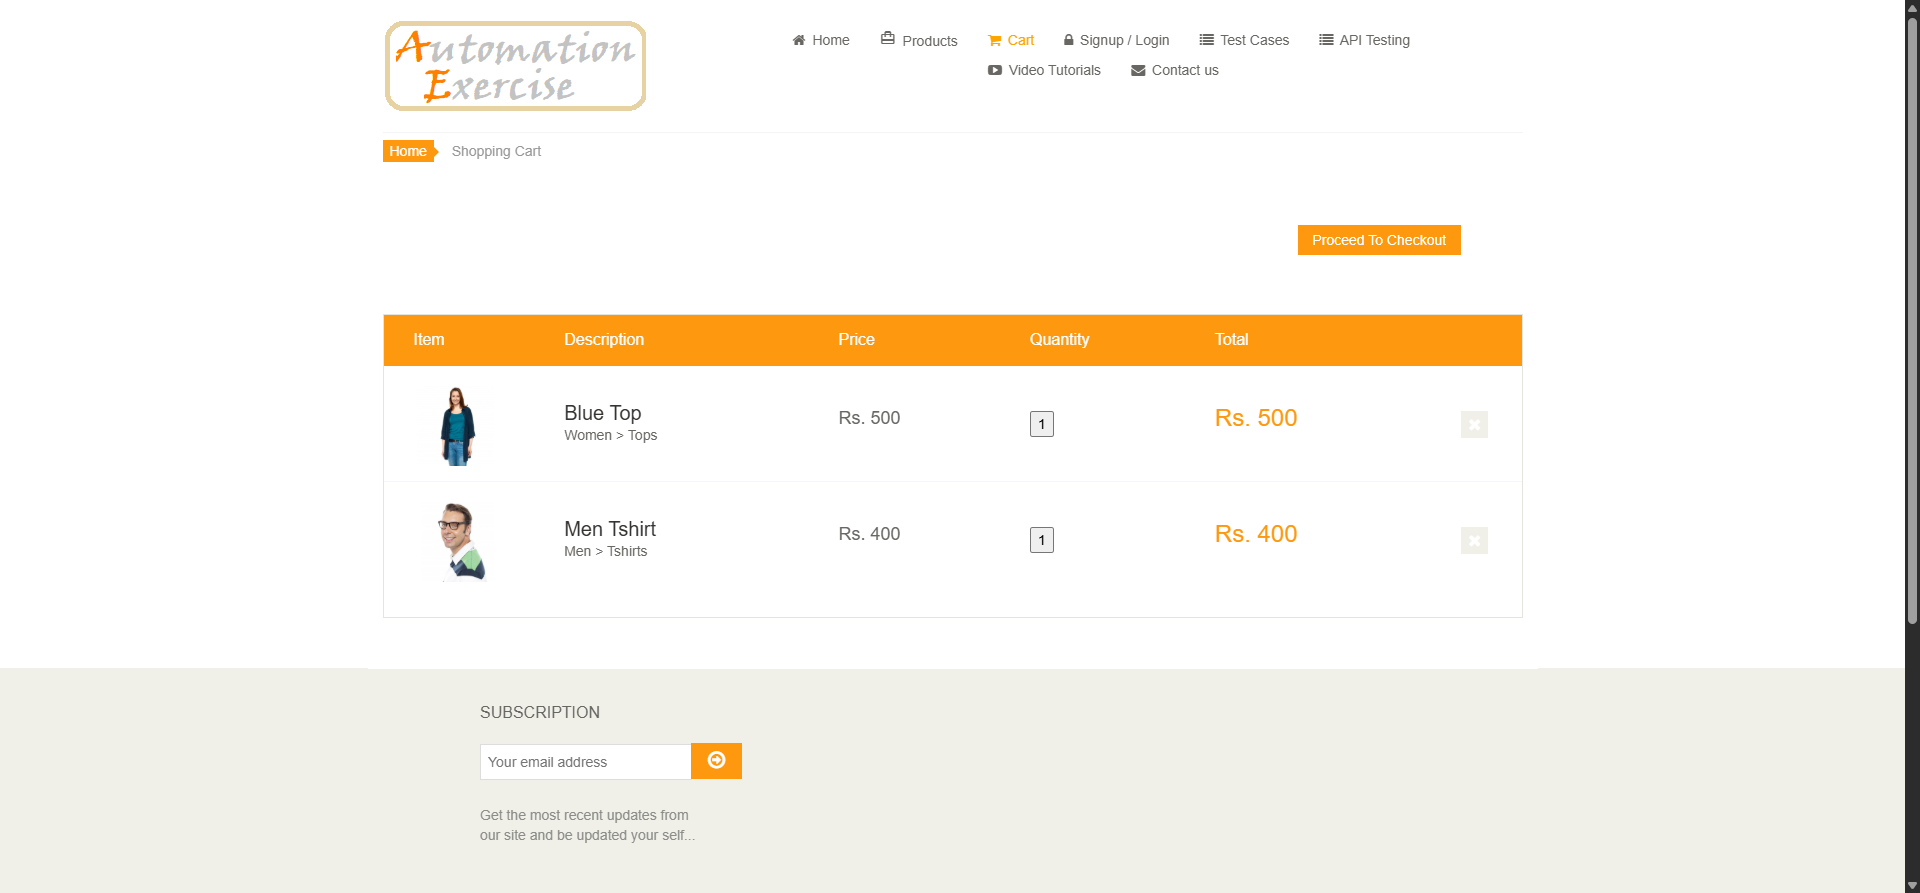 Automation
Exercise
Home
Products
Cart
Signup / Login
Test Cases
API Testing
Video Tutorials
Contact us
Home
Shopping Cart
Proceed To Checkout
Item Description Price Quantity Total
Blue Top
Women > Tops
Rs. 500
1
Rs. 500
Men Tshirt
Men > Tshirts
Rs. 400
1
Rs. 400
SUBSCRIPTION
Your email address
Get the most recent updates from
our site and be updated your self...